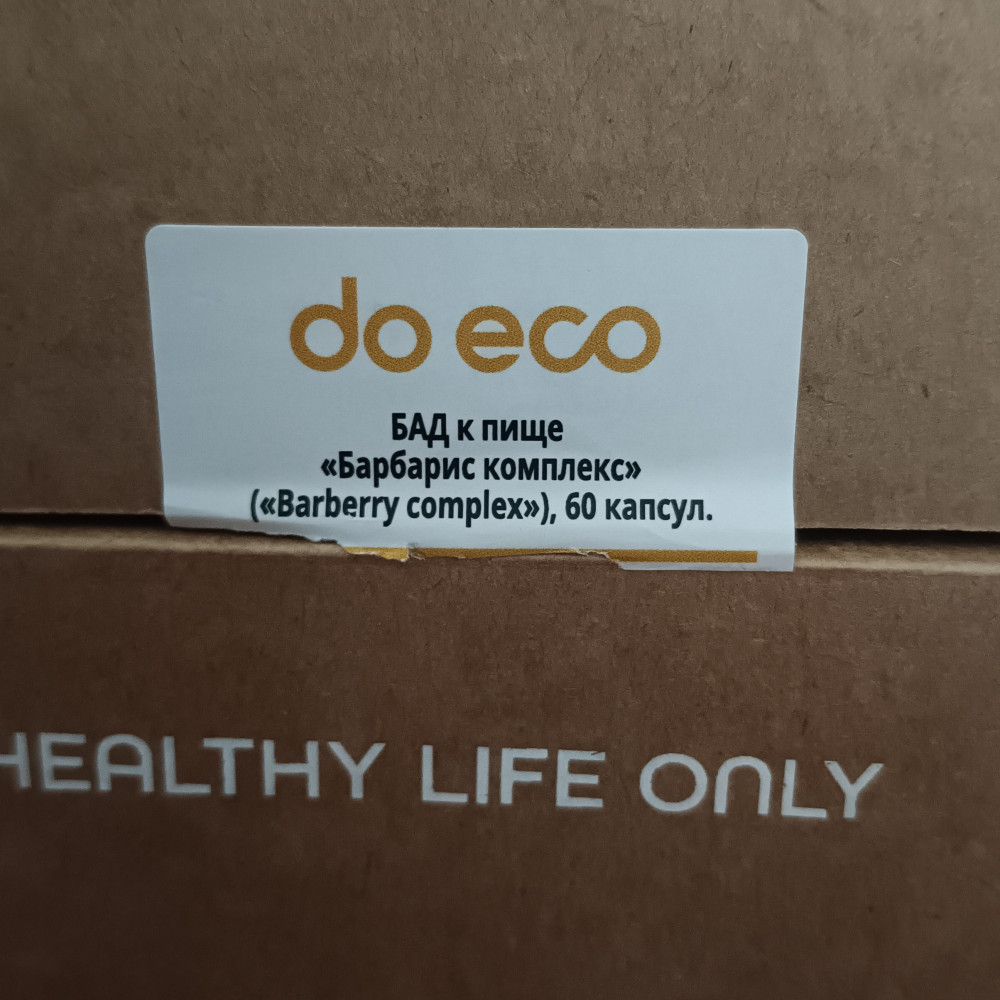 do eco
БАД к пище
«Барбарис комплекс»
(«Barberry complex»), 60 капсул.
HEALTHY LIFE ONLY